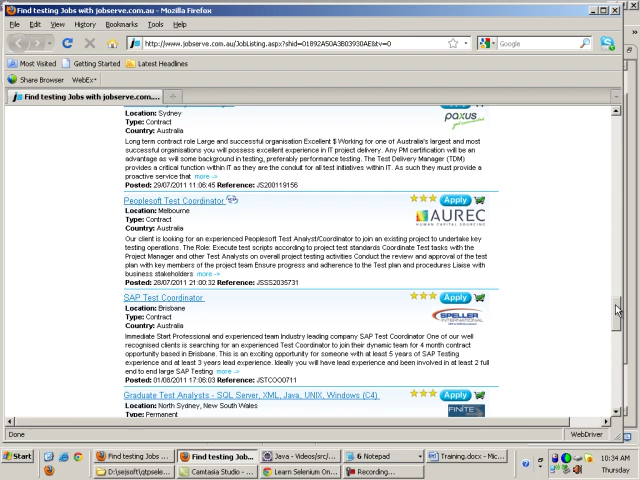 Find testing Jobs with jobserve.com.au - Mozilla Firefox
File Edit View History Bookmarks Tools Help
http://www.jobserve.com.au/JobListing.aspx?shid=01892A50A3B03930AE&tv=0
Google
Most Visited Getting Started Latest Headlines
Share Browser WebEx
Find testing Jobs with jobserve.com....
Location: Sydney
Apply
Type: Contract
paxus
Country: Australia
Long term contract role Large and successful organisation Excellent $ Working for one of Australia's largest and most
successful organisations you will possess excellent experience in IT project delivery. Any PM certification will be an
advantage as will some background in testing, preferably performance testing. The Test Delivery Manager (TDM)
provides a critical function within IT as they are the conduit for all test initiatives within IT. As such they must provide a
proactive service that more ->
Posted: 29/07/2011 11:06:45 Reference: JS200119156
Peoplesoft Test Coordinator
Apply
Location: Melbourne
Type: Contract
AUREC
HUMAN CAPITAL SOURCING
Country: Australia
Our client is looking for an experienced Peoplesoft Test Analyst/Coordinator to join an existing project to undertake key
testing operations. The Role: Execute test scripts according to project test standards Coordinate Test tasks with the
Project Manager and other Test Analysts on overall project testing activities Conduct the review and approval of the test
plan with key members of the project team Ensure progress and adherence to the Test plan and procedures Liaise with
business stakeholders more ->
Posted: 28/07/2011 21:00:32 Reference: JSSS2035731
SAP Test Coordinator
Apply
Location: Brisbane
Type: Contract
SPELLER
INTERNATIONAL
Country: Australia
Immediate Start Professional and experienced team Industry leading company SAP Test Coordinator One of our well
recognised clients is searching for an experienced Test Coordinator to join their dynamic team for 4 month contract
opportunity based in Brisbane. This is an exciting opportunity for someone with at least 5 years of SAP Testing
experience and at least 3 years lead experience. Ideally you will have lead experience and been involved in at least 2 full
end to end large SAP Testing more ->
Posted: 01/08/2011 17:06:03 Reference: JSTCOO0711
Graduate Test Analysts - SQL Server, XML, Java, UNIX, Windows (C4)
Apply
Location: North Sydney, New South Wales
FINITE
Type: Permanent
Done
WebDriver
Start
Find testing Jobs ...
Find testing Job...
Java - Videos/src/...
6 Notepad
Training.docx - Mic...
10:34 AM
D:\sejsoft\qtpsele...
Camtasia Studio - ...
Learn Selenium On...
Recording...
Thursday